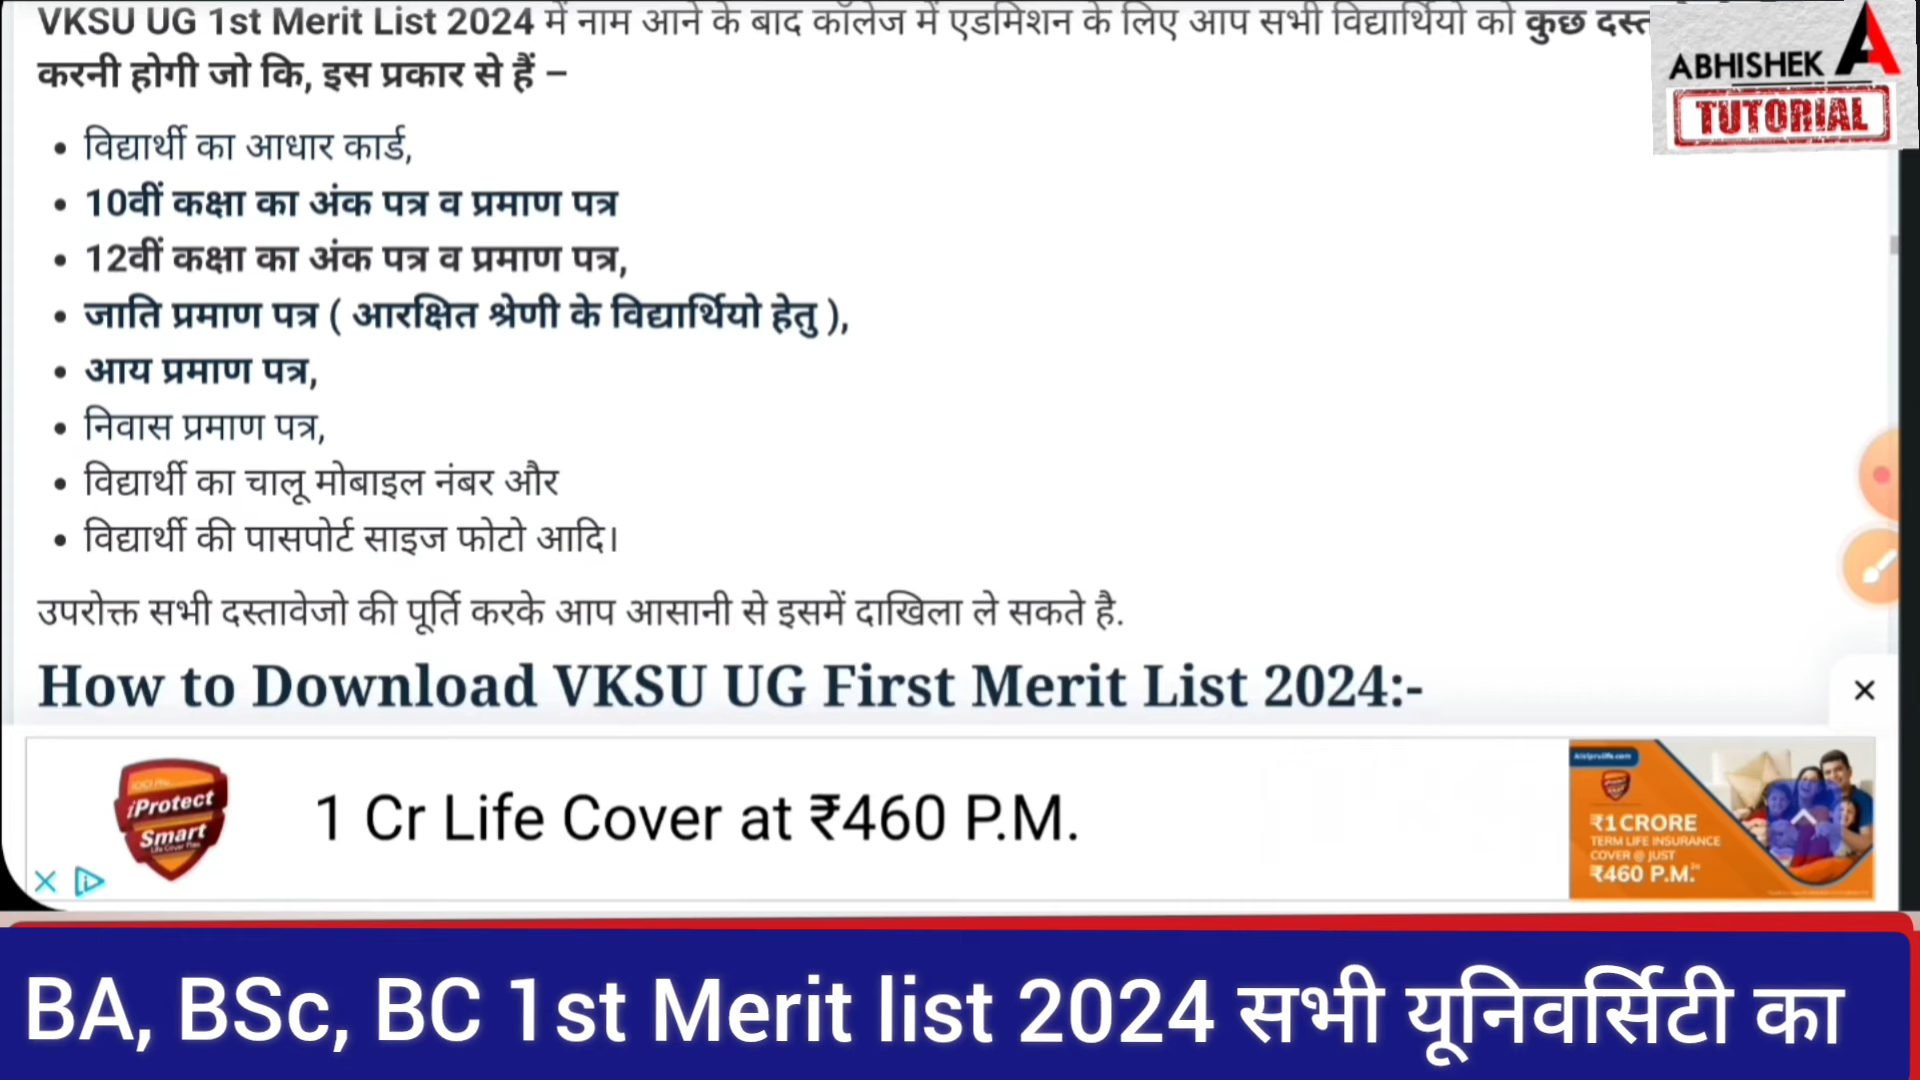 VKSU UG 1st Merit List 2024 में नाम आने के बाद कॉलेज में एडमिशन के लिए आप सभी विद्यार्थियो को कुछ
करनी होगी जो कि, इस प्रकार से हैं –
ABHISHEK
TUTORIAL
• विद्यार्थी का आधार कार्ड,
• 10वीं कक्षा का अंक पत्र व प्रमाण पत्र
• 12वीं कक्षा का अंक पत्र व प्रमाण पत्र,
• जाति प्रमाण पत्र ( आरक्षित श्रेणी के विद्यार्थियो हेतु ),
• आय प्रमाण पत्र,
• निवास प्रमाण पत्र,
• विद्यार्थी का चालू मोबाइल नंबर और
• विद्यार्थी की पासपोर्ट साइज फोटो आदि।
उपरोक्त सभी दस्तावेजो की पूर्ति करके आप आसानी से इसमें दाखिला ले सकते है.
How to Download VKSU UG First Merit List 2024:-
iProtect
Smart
1 Cr Life Cover at ₹460 P.M.
₹1 CRORE
TERM LIFE INSURANCE
COVER @ JUST
₹460 P.M.
BA, BSc, BC 1st Merit list 2024 सभी यूनिवर्सिटी का